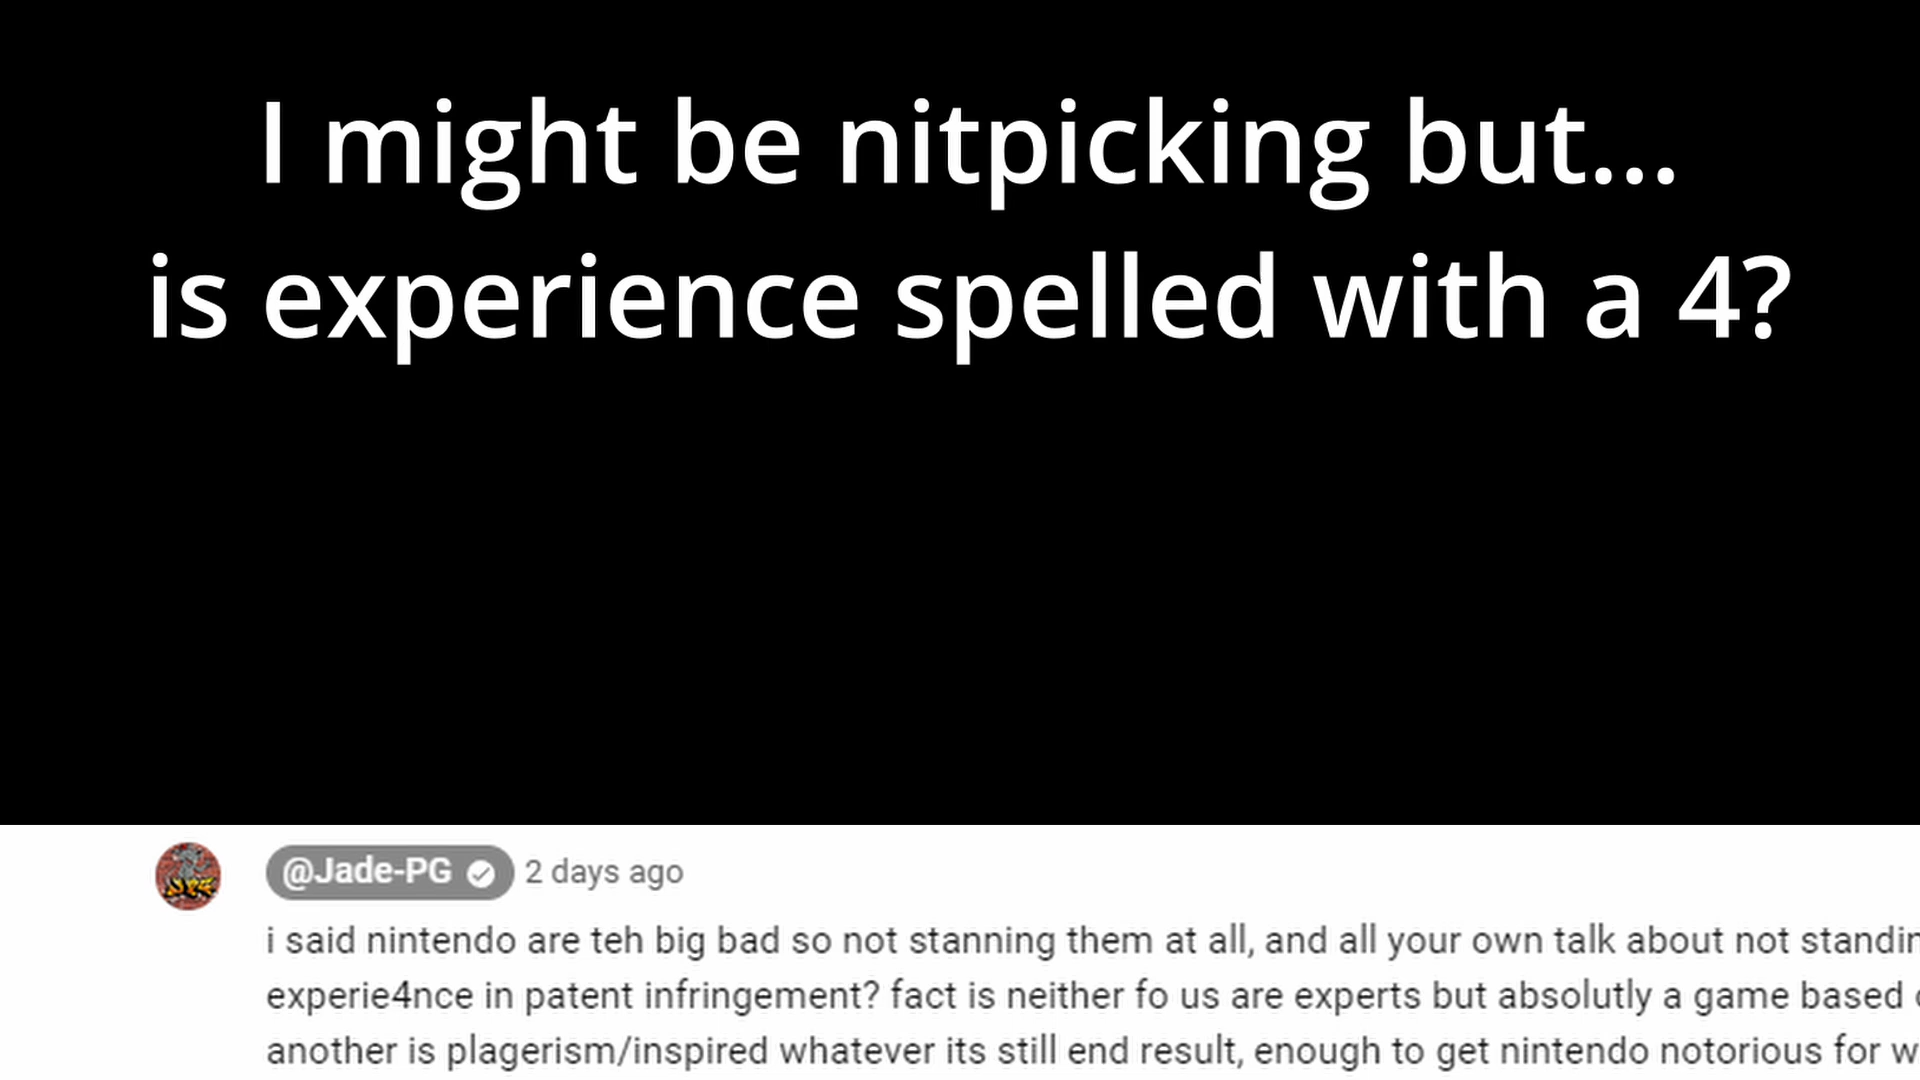 I might be nitpicking but...
is experience spelled with a 4?
@Jade-PG 2 days ago
i said nintendo are teh big bad so not stanning them at all, and all your own talk about not standin
experie4nce in patent infringement? fact is neither fo us are experts but absolutly a game based
another is plagerism/inspired whatever its still end result, enough to get nintendo notorious for w